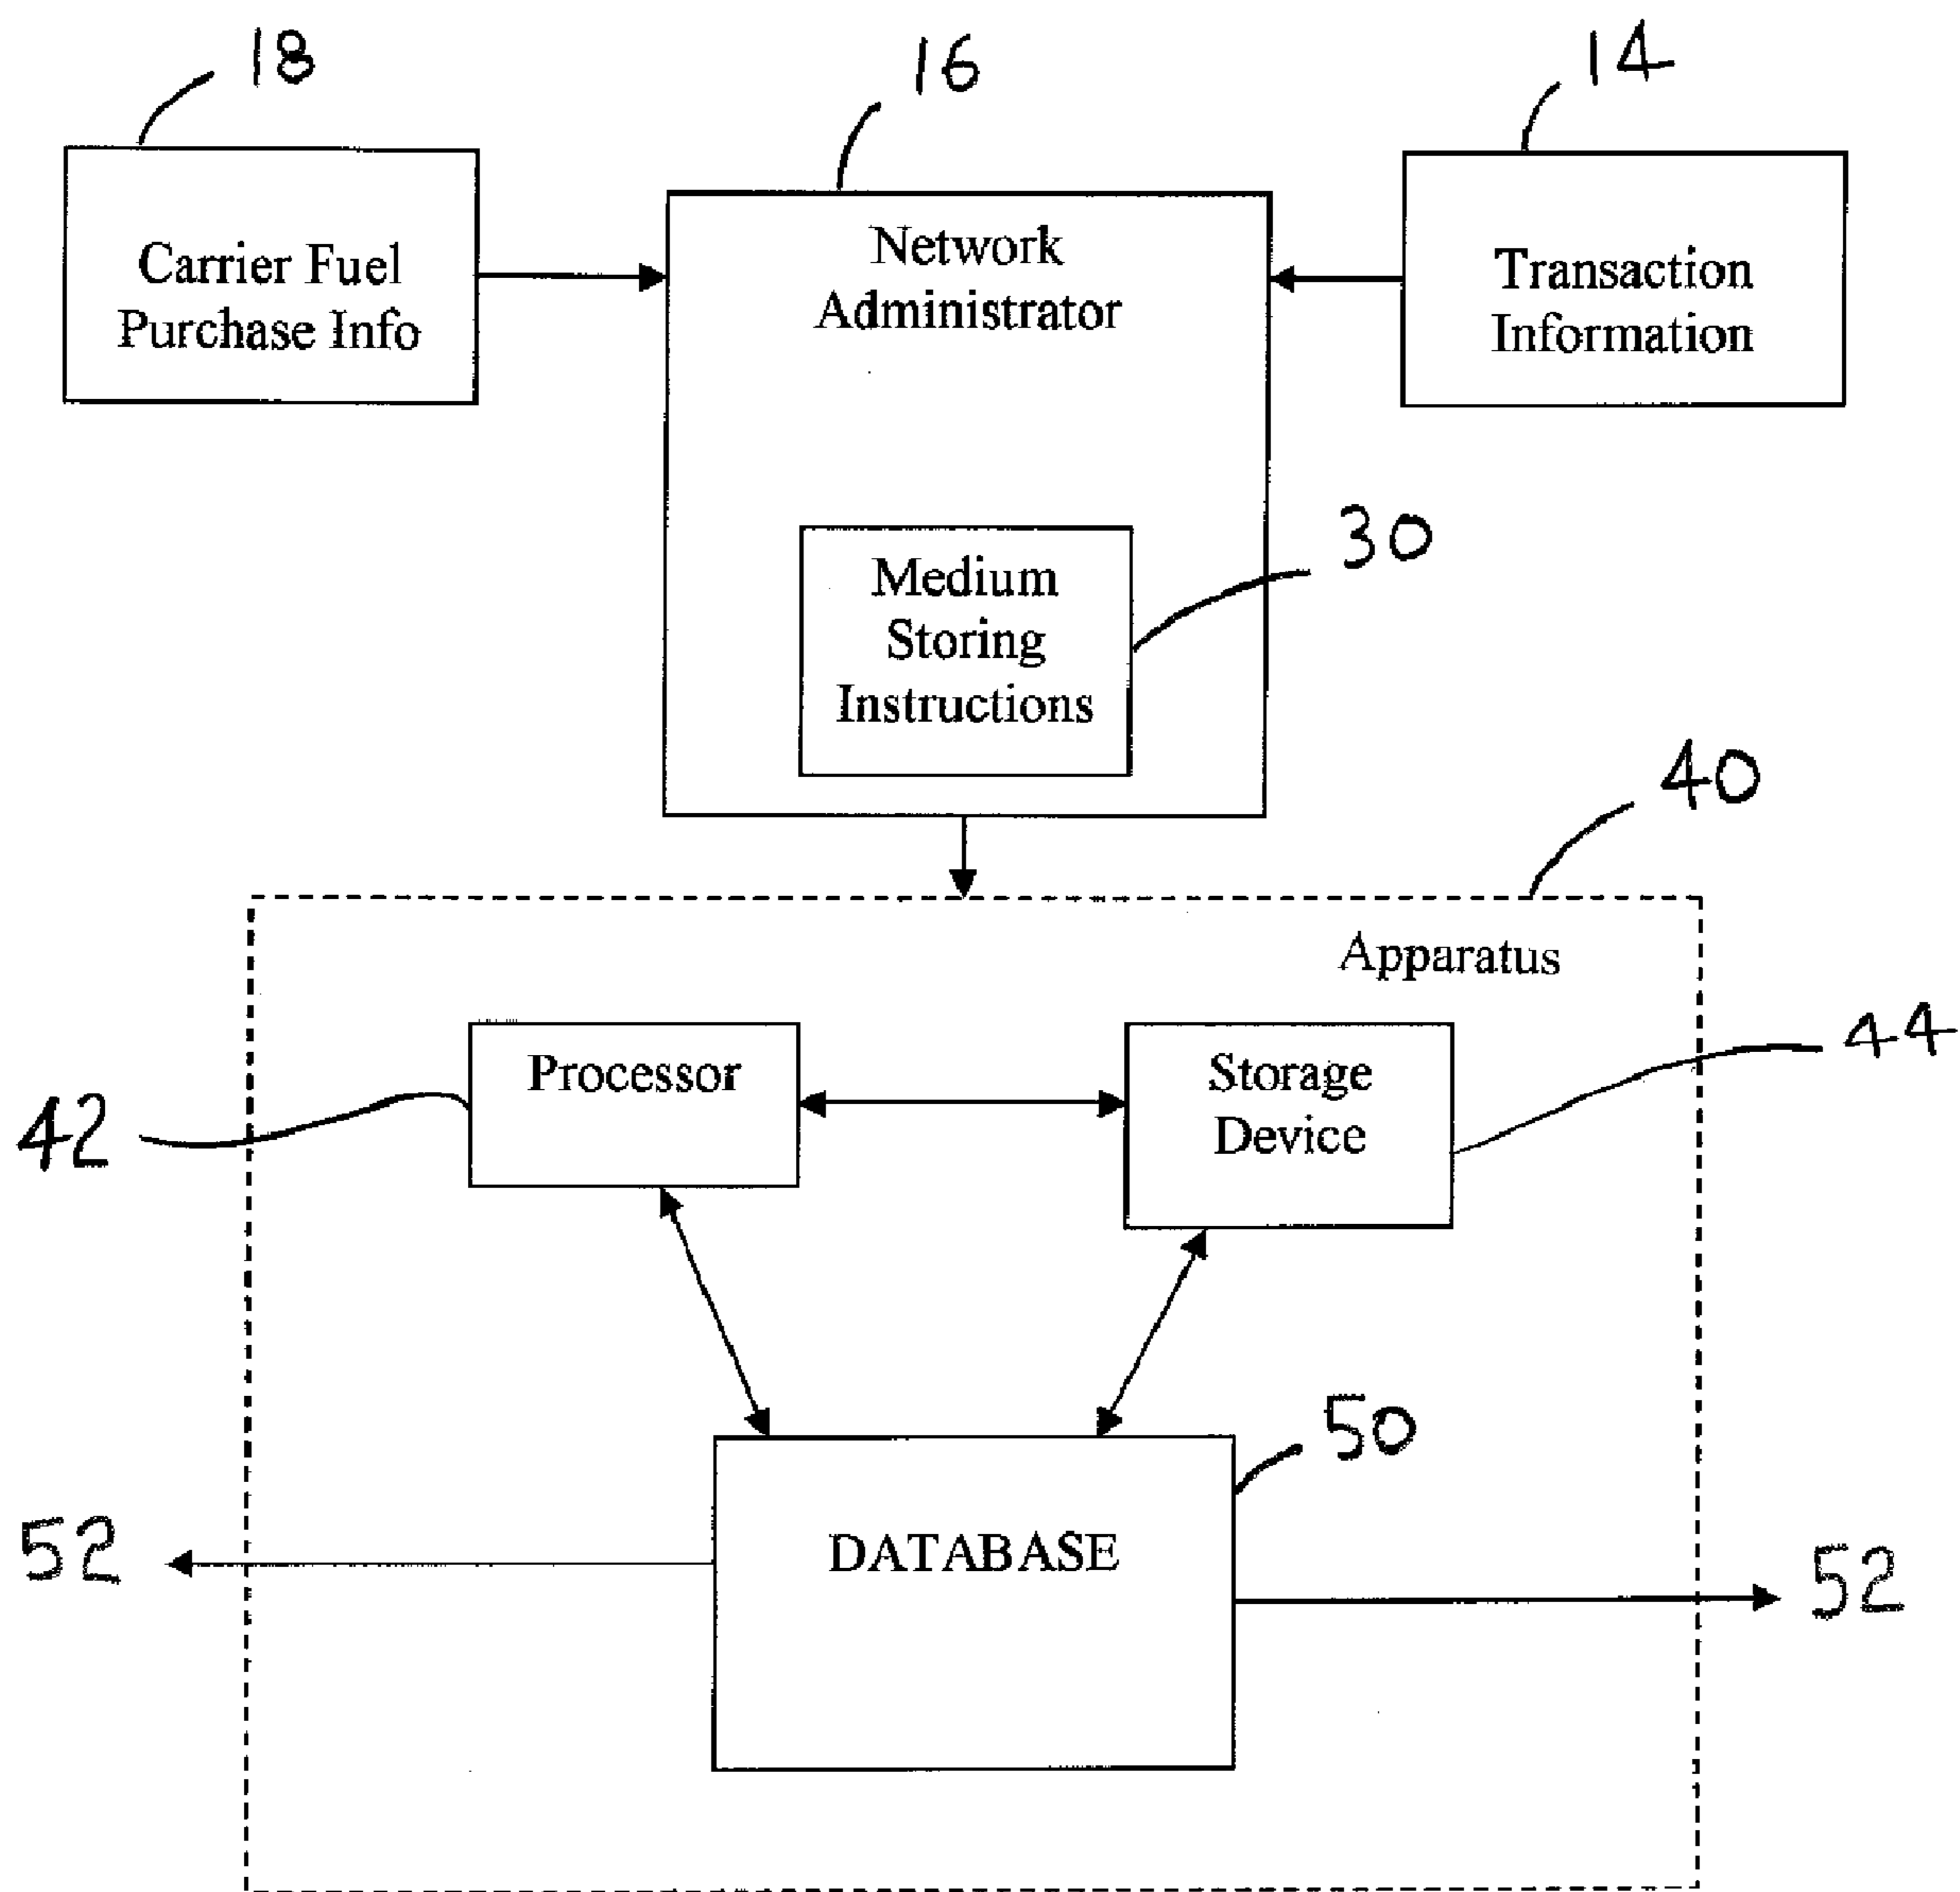 18
16
14
Carrier Fuel
Purchase Info
Network
Administrator
Transaction
Information
30
Medium
Storing
Instructions
40
Apparatus
44
Processor
Storage
Device
42
50
DATABASE
52
52